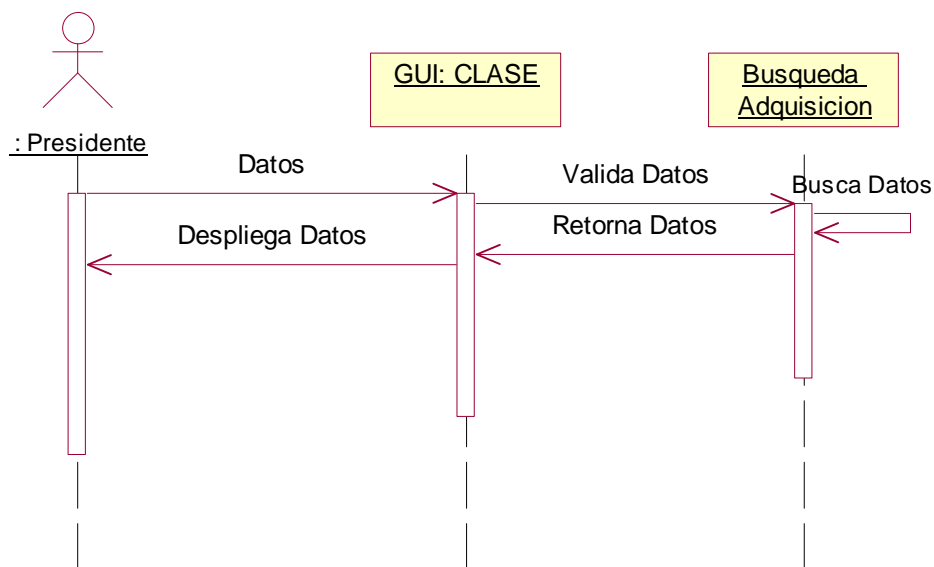 GUI: CLASE
Busqueda
Adquisicion
: Presidente
Datos
Valida Datos
Busca Datos
Despliega Datos
Retorna Datos